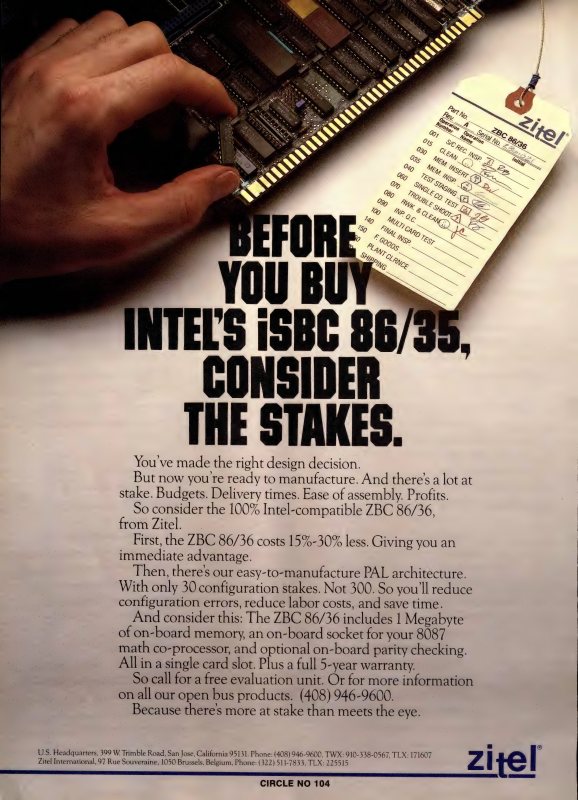 zitel
Part No. ZBC 86/36
Rev. A Serial No.
Operation Number Operation Name Initial
001 S/C REC. INSP
015 CLEAN
030 MEM. INSERT
035 MEM. INSP.
040 TEST STAGING
060 SINGLE CD. TEST
070 TROUBLE SHOOT
080 RWK & CLEAN
090 INP Q.C.
100 MULTI CARD TEST
140 FINAL INSP
150 F. GOODS
PLANT CLRNCE
SHIPPING
BEFORE
YOU BUY
INTEL'S iSBC 86/35,
CONSIDER
THE STAKES.
You've made the right design decision.
But now you're ready to manufacture. And there's a lot at
stake. Budgets. Delivery times. Ease of assembly. Profits.
So consider the 100% Intel-compatible ZBC 86/36,
from Zitel.
First, the ZBC 86/36 costs 15%-30% less. Giving you an
immediate advantage.
Then, there's our easy-to-manufacture PAL architecture.
With only 30 configuration stakes. Not 300. So you'll reduce
configuration errors, reduce labor costs, and save time.
And consider this: The ZBC 86/36 includes 1 Megabyte
of on-board memory, an on-board socket for your 8087
math co-processor, and optional on-board parity checking.
All in a single card slot. Plus a full 5-year warranty.
So call for a free evaluation unit. Or for more information
on all our open bus products. (408) 946-9600.
Because there's more at stake than meets the eye.
U.S. Headquarters, 399 W. Trimble Road, San Jose, California 95131. Phone: (408) 946-9600, TWX: 910-338-0567, TLX: 171607
Zitel International, 97 Rue Souveraine, 1050 Brussels, Belgium, Phone: (322) 511-7833, TLX: 225515
zitel®
CIRCLE NO 104